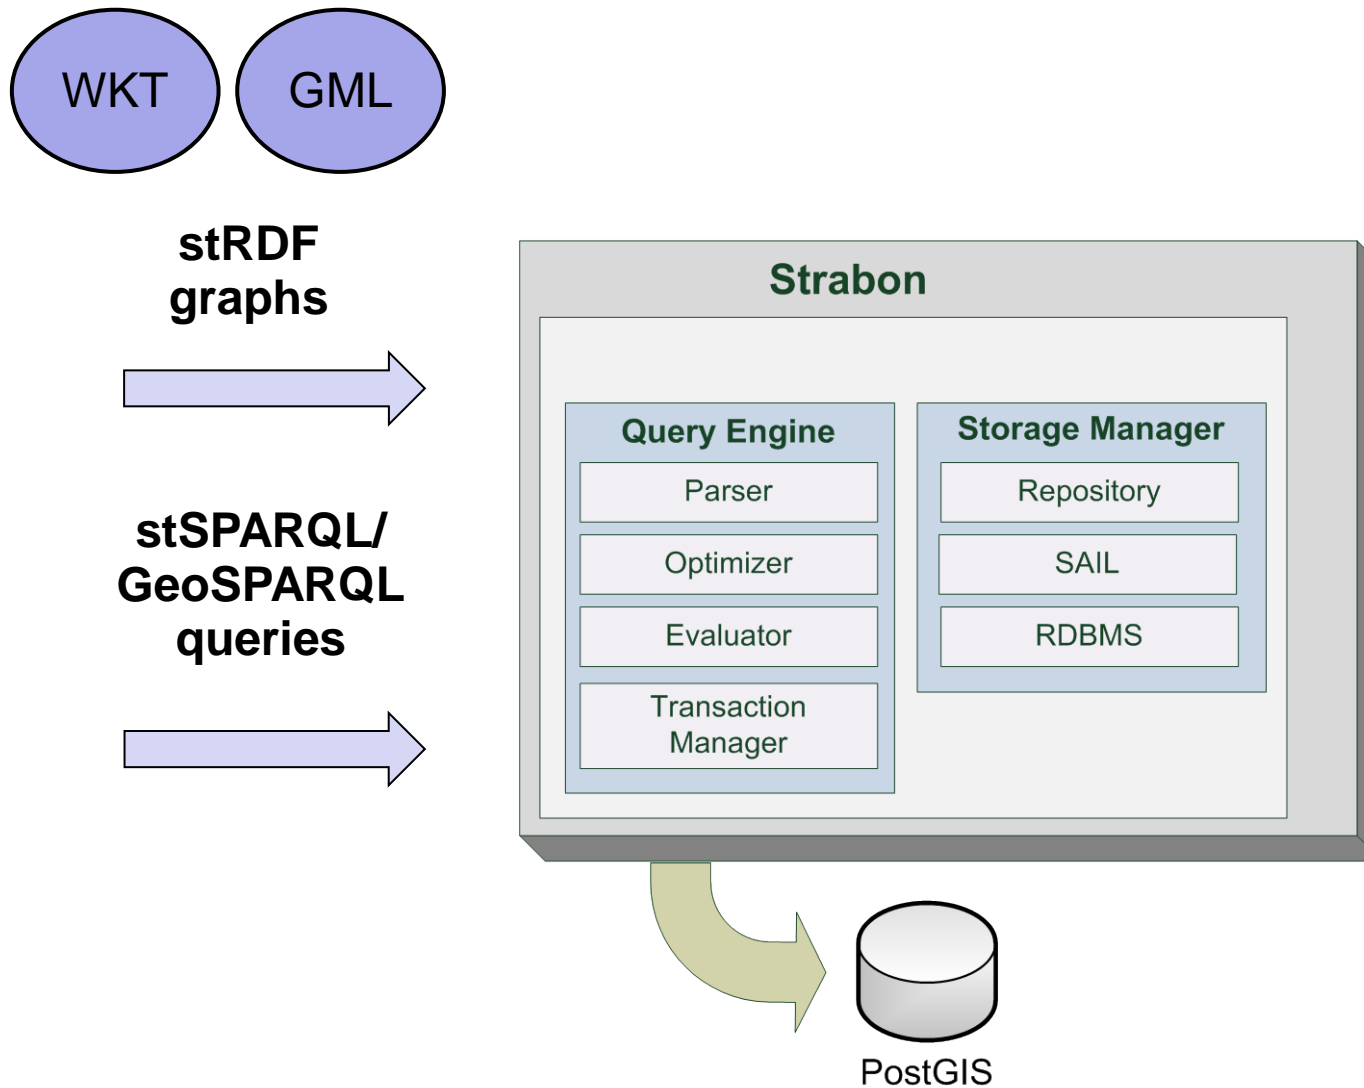 WKT
GML
stRDF
graphs
stSPARQL/
GeoSPARQL
queries
Strabon
Query Engine
Parser
Optimizer
Evaluator
Transaction
Manager
Storage Manager
Repository
SAIL
RDBMS
PostGIS